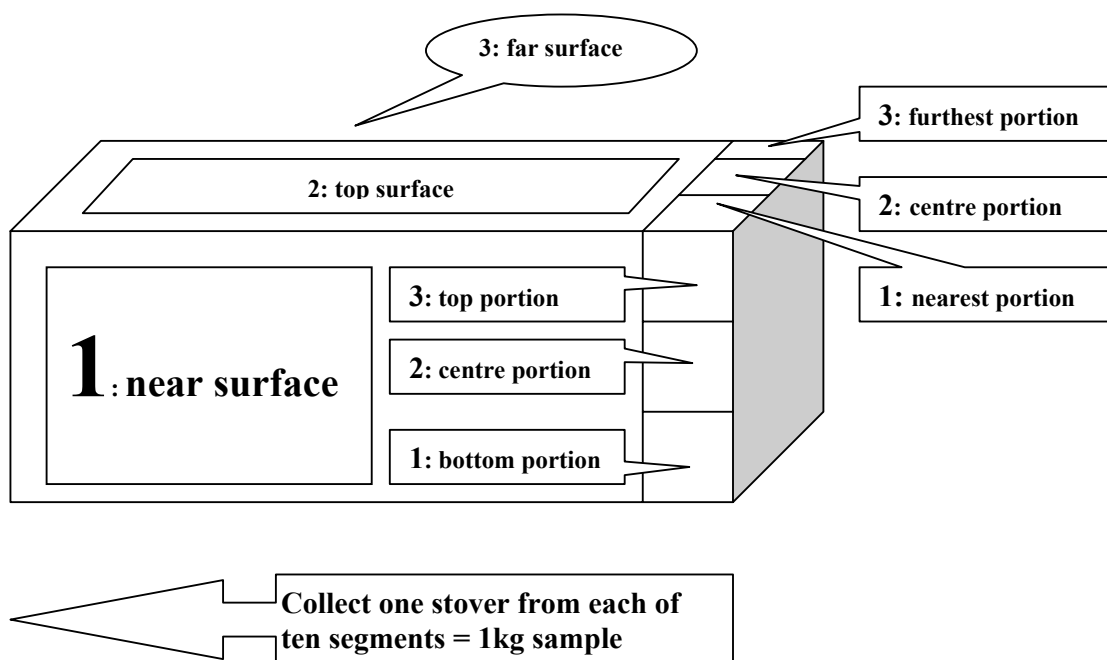 3: far surface
3: furthest portion
2: top surface
2: centre portion
3: top portion
1: nearest portion
1: near surface
2: centre portion
1: bottom portion
Collect one stover from each of
ten segments = 1kg sample